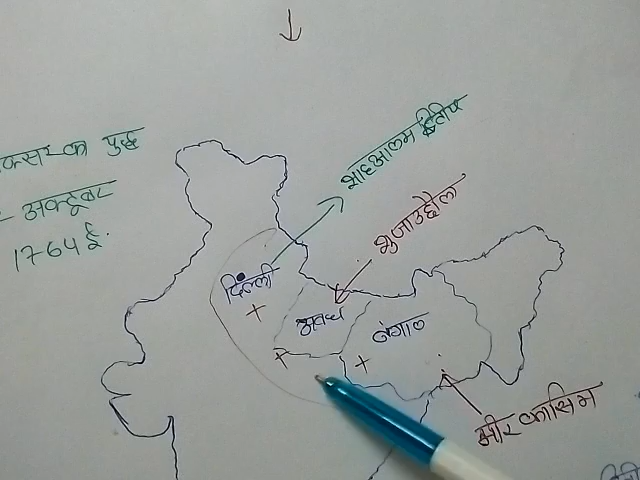 क्सर का युद्ध
अक्टूबर
1764 ई.
शाहआलम द्वितीय
शुजाउद्दौला
दिल्ली
अवध
बंगाल
मीर कासिम